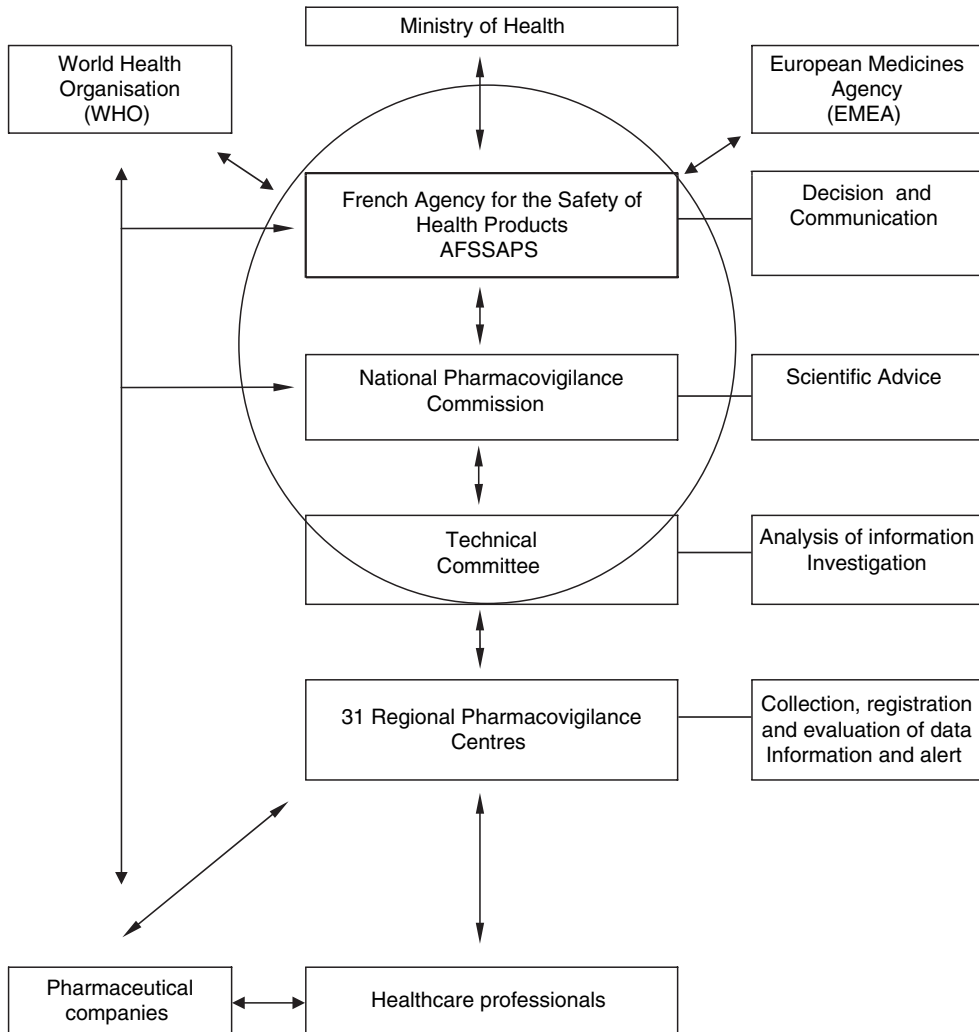 Ministry of Health
World Health
Organisation
(WHO)
European Medicines
Agency
(EMEA)
French Agency for the Safety of
Health Products
AFSSAPS
Decision and
Communication
National Pharmacovigilance
Commission
Scientific Advice
Technical
Committee
Analysis of information
Investigation
31 Regional Pharmacovigilance
Centres
Collection, registration
and evaluation of data
Information and alert
Pharmaceutical
companies
Healthcare professionals